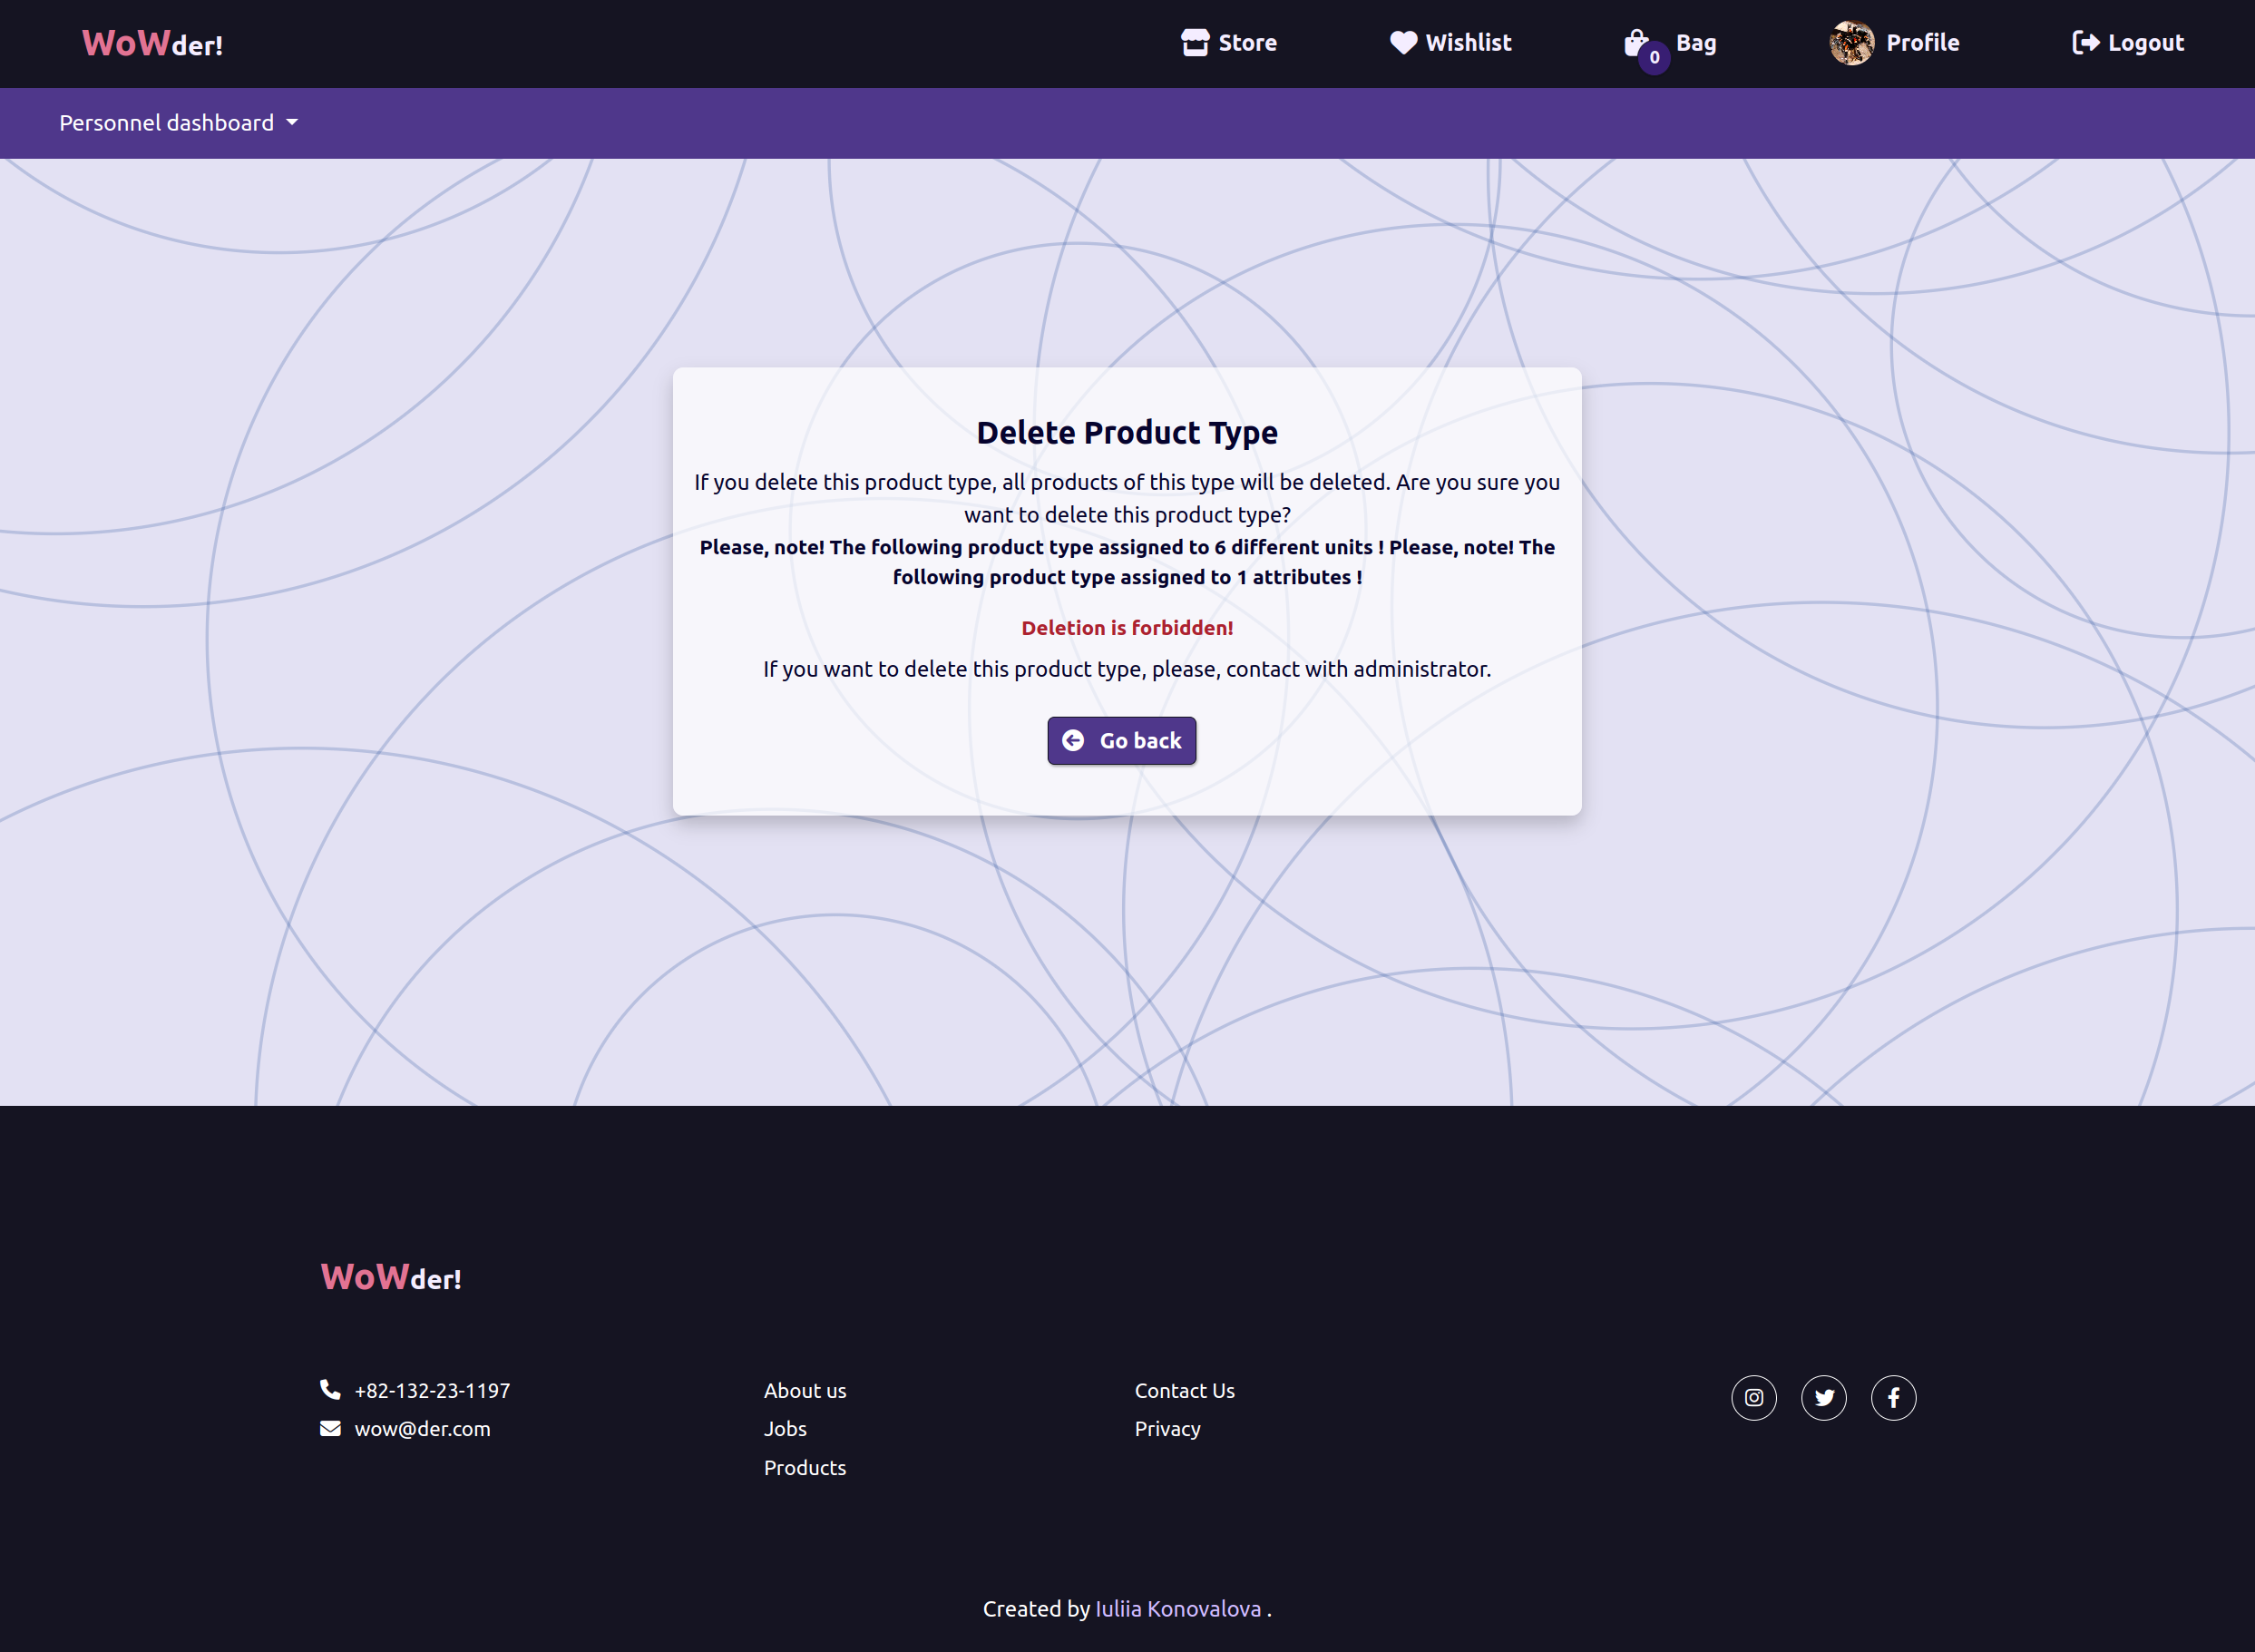 WoWder!
Store
Wishlist
0
Bag
Profile
Logout
Personnel dashboard
Delete Product Type
If you delete this product type, all products of this type will be deleted. Are you sure you
want to delete this product type?
Please, note! The following product type assigned to 6 different units ! Please, note! The
following product type assigned to 1 attributes !
Deletion is forbidden!
If you want to delete this product type, please, contact with administrator.
Go back
WoWder!
+82-132-23-1197
wow@der.com
About us
Jobs
Products
Contact Us
Privacy
Created by Iuliia Konovalova .